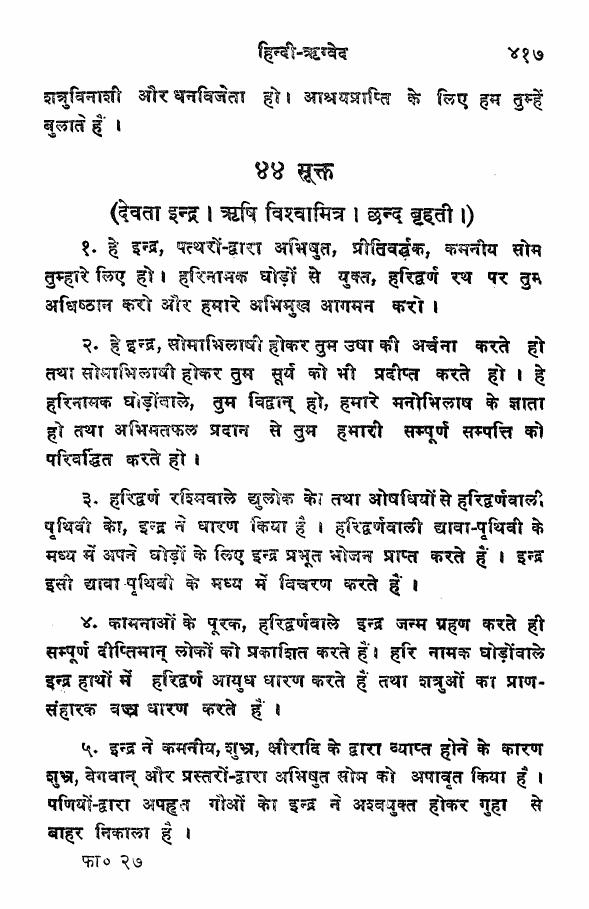 हिन्दी-ऋग्वेद ४१७
शत्रुविनाशी और धनविजेता हो। आश्रयप्राप्ति के लिए हम तुम्हें
बुलाते हैं ।
४४ सूक्त
(देवता इन्द्र । ऋषि विश्वामित्र । छन्द बृहती ।)
१. हे इन्द्र, पत्थरों-द्वारा अभिषुत, प्रीतिवर्द्धक, कमनीय सोम
तुम्हारे लिए हो। हरिनामक घोड़ों से युक्त, हरिद्वर्ण रथ पर तुम
अधिष्ठान करो और हमारे अभिमुख आगमन करो ।
२. हे इन्द्र, सोमाभिलाषी होकर तुम उषा की अर्चना करते हो
तथा सोमाभिलाषी होकर तुम सूर्य को भी प्रदीप्त करते हो । हे
हरिनामक घोड़ोंवाले, तुम विद्वान् हो, हमारे मनोभिलाष के ज्ञाता
हो तथा अभिमतफल प्रदान से तुम हमारी सम्पूर्ण सम्पत्ति को
परिवर्द्धित करते हो ।
३. हरिद्वर्ण रश्मिवाले द्युलोक को तथा ओषधियों से हरिद्वर्णवाली
पृथिवी को, इन्द्र ने धारण किया है । हरिद्वर्णवाली द्यावा-पृथिवी के
मध्य में अपने घोड़ों के लिए इन्द्र प्रभूत भोजन प्राप्त करते हैं । इन्द्र
इसी द्यावा-पृथिवी के मध्य में विचरण करते हैं ।
४. कामनाओं के पूरक, हरिद्वर्णवाले इन्द्र जन्म ग्रहण करते ही
सम्पूर्ण दीप्तिमान् लोकों को प्रकाशित करते हैं। हरि नामक घोड़ोंवाले
इन्द्र हाथों में हरिद्वर्ण आयुध धारण करते हैं तथा शत्रुओं का प्राण-
संहारक वज्र धारण करते हैं ।
५. इन्द्र ने कमनीय, शुभ्र, क्षीरादि के द्वारा व्याप्त होने के कारण
शुभ्र, वेगवान् और प्रस्तरों-द्वारा अभिषुत सोम को अपावृत किया है ।
पणियों-द्वारा अपहृत गौओं को इन्द्र ने अश्वयुक्त होकर गुहा से
बाहर निकाला है ।
फा० २७